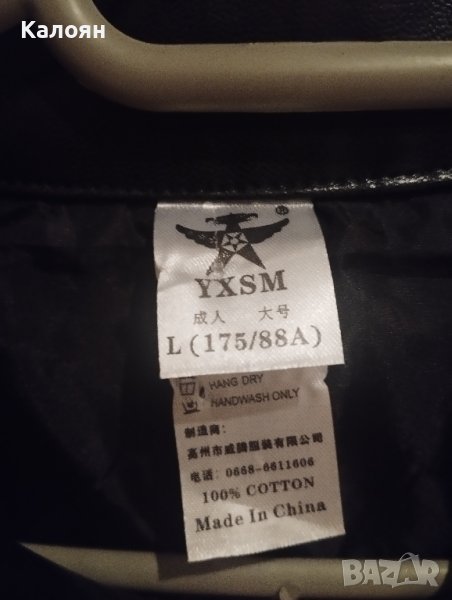 Калоян
®
YXSM
成人 大号
L (175/88A)
HANG DRY
HANDWASH ONLY
制造商:
高州市威腾服装有限公司
电话: 0668-6611606
100% COTTON
Made In China
BAZAR